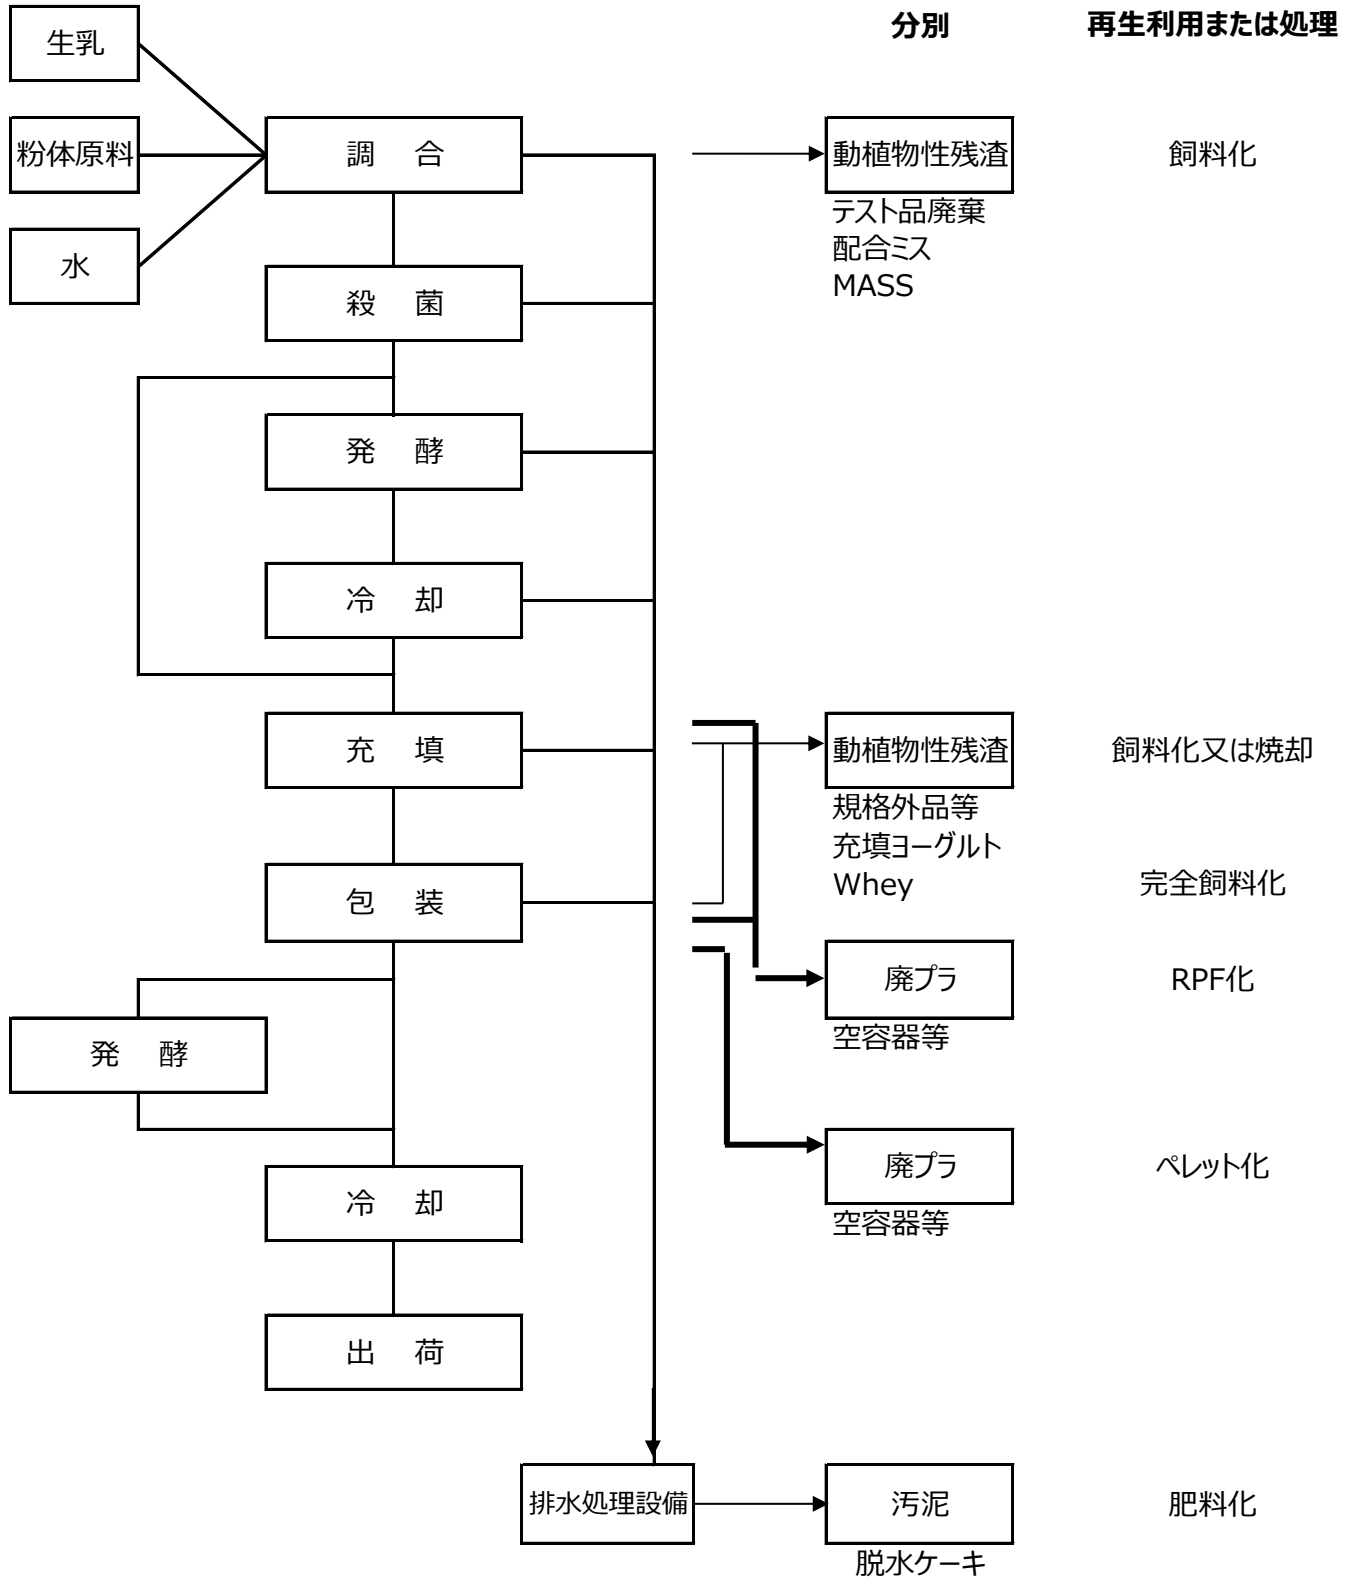 分別
再生利用または処理
生乳
粉体原料
水
調 合
動植物性残渣
飼料化
テスト品廃棄
配合ミス
MASS
殺 菌
発 酵
冷 却
充 填
動植物性残渣
飼料化又は焼却
規格外品等
充填ヨーグルト
Whey
完全飼料化
包 装
廃プラ
RPF化
空容器等
発 酵
廃プラ
ペレット化
空容器等
冷 却
出 荷
排水処理設備
汚泥
肥料化
脱水ケーキ